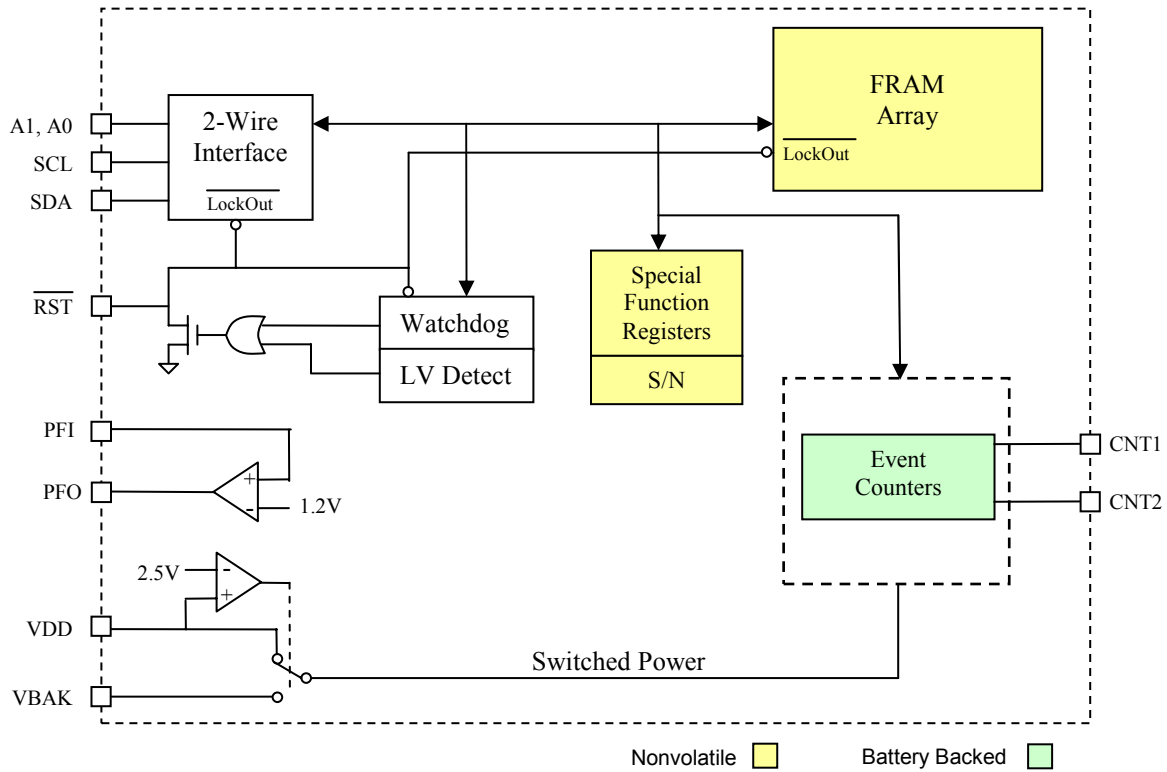 FRAM
Array
LockOut
A1, A0
SCL
SDA
2-Wire
Interface
LockOut
RST
Watchdog
LV Detect
Special
Function
Registers
S/N
PFI
PFO
+
-
1.2V
Event
Counters
CNT1
CNT2
2.5V
-
+
VDD
VBAK
Switched Power
Nonvolatile
Battery Backed